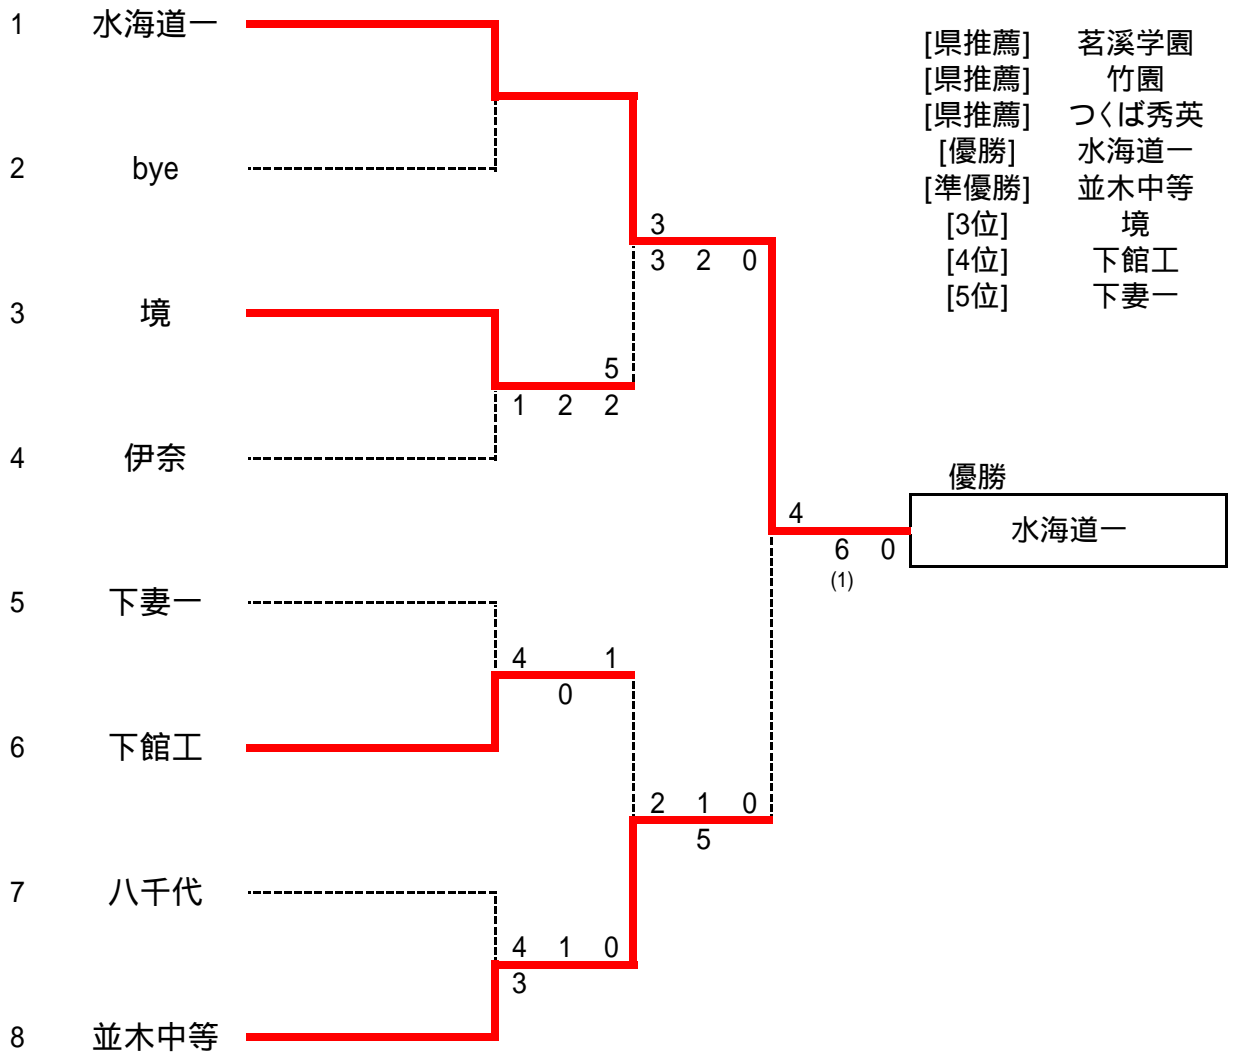 1 水海道一
[県推薦] 茗溪学園
[県推薦] 竹園
[県推薦] つくば秀英
[優勝] 水海道一
2 bye
[準優勝] 並木中等
[3位] 境
3
3 2 0
[4位] 下館工
[5位] 下妻一
3 境
5
1 2 2
4 伊奈
優勝
4
水海道一
6 0
(1)
5 下妻一
4 1
0
6 下館工
2 1 0
5
7 八千代
4 1 0
3
8 並木中等